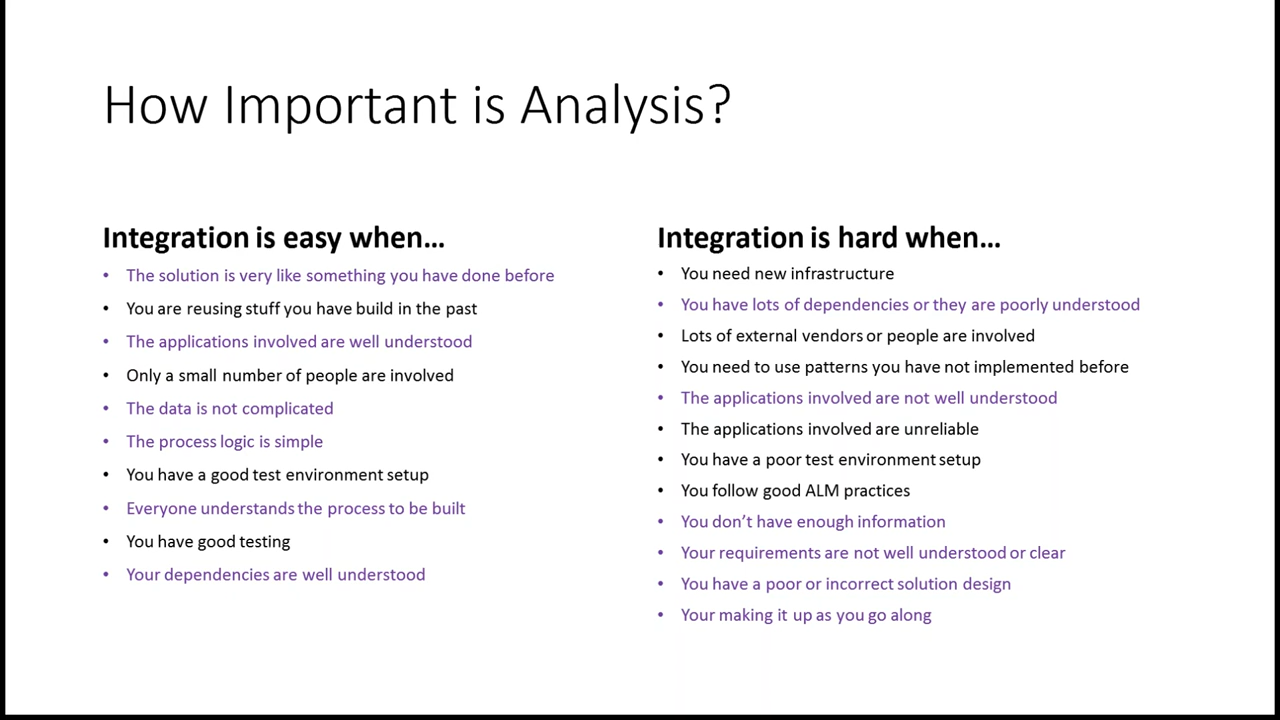 How Important is Analysis?
Integration is easy when...
• The solution is very like something you have done before
• You are reusing stuff you have build in the past
• The applications involved are well understood
• Only a small number of people are involved
• The data is not complicated
• The process logic is simple
• You have a good test environment setup
• Everyone understands the process to be built
• You have good testing
• Your dependencies are well understood
Integration is hard when...
• You need new infrastructure
• You have lots of dependencies or they are poorly understood
• Lots of external vendors or people are involved
• You need to use patterns you have not implemented before
• The applications involved are not well understood
• The applications involved are unreliable
• You have a poor test environment setup
• You follow good ALM practices
• You don’t have enough information
• Your requirements are not well understood or clear
• You have a poor or incorrect solution design
• Your making it up as you go along